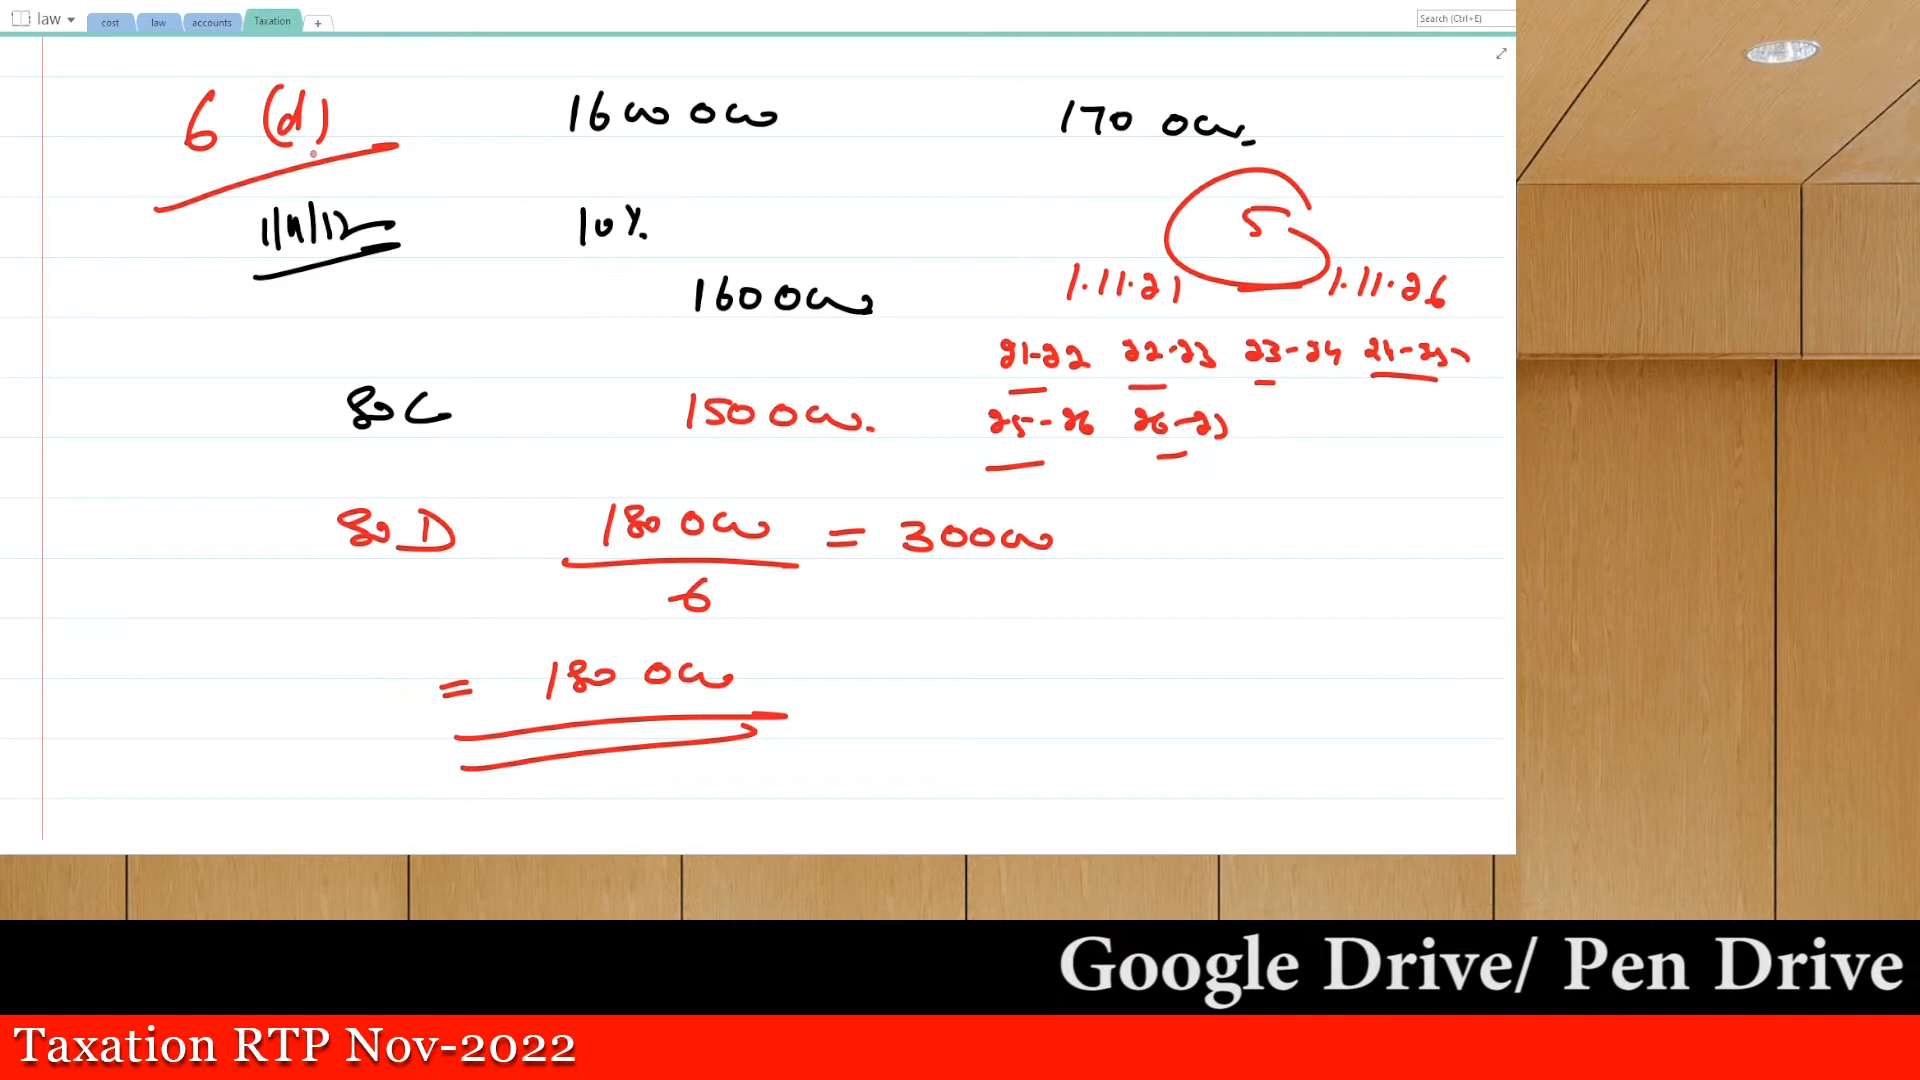 law
cost law accounts Taxation +
Search (Ctrl+E)
6 (d) 1600000 170000
1/4/12 10% 5
160000 1.11.21 1.11.26
21-22 22-23 23-24 24-25
80C 150000. 25-26 26-27
80D 180000 = 30000
6
= 180000
Google Drive/ Pen Drive
Taxation RTP Nov-2022